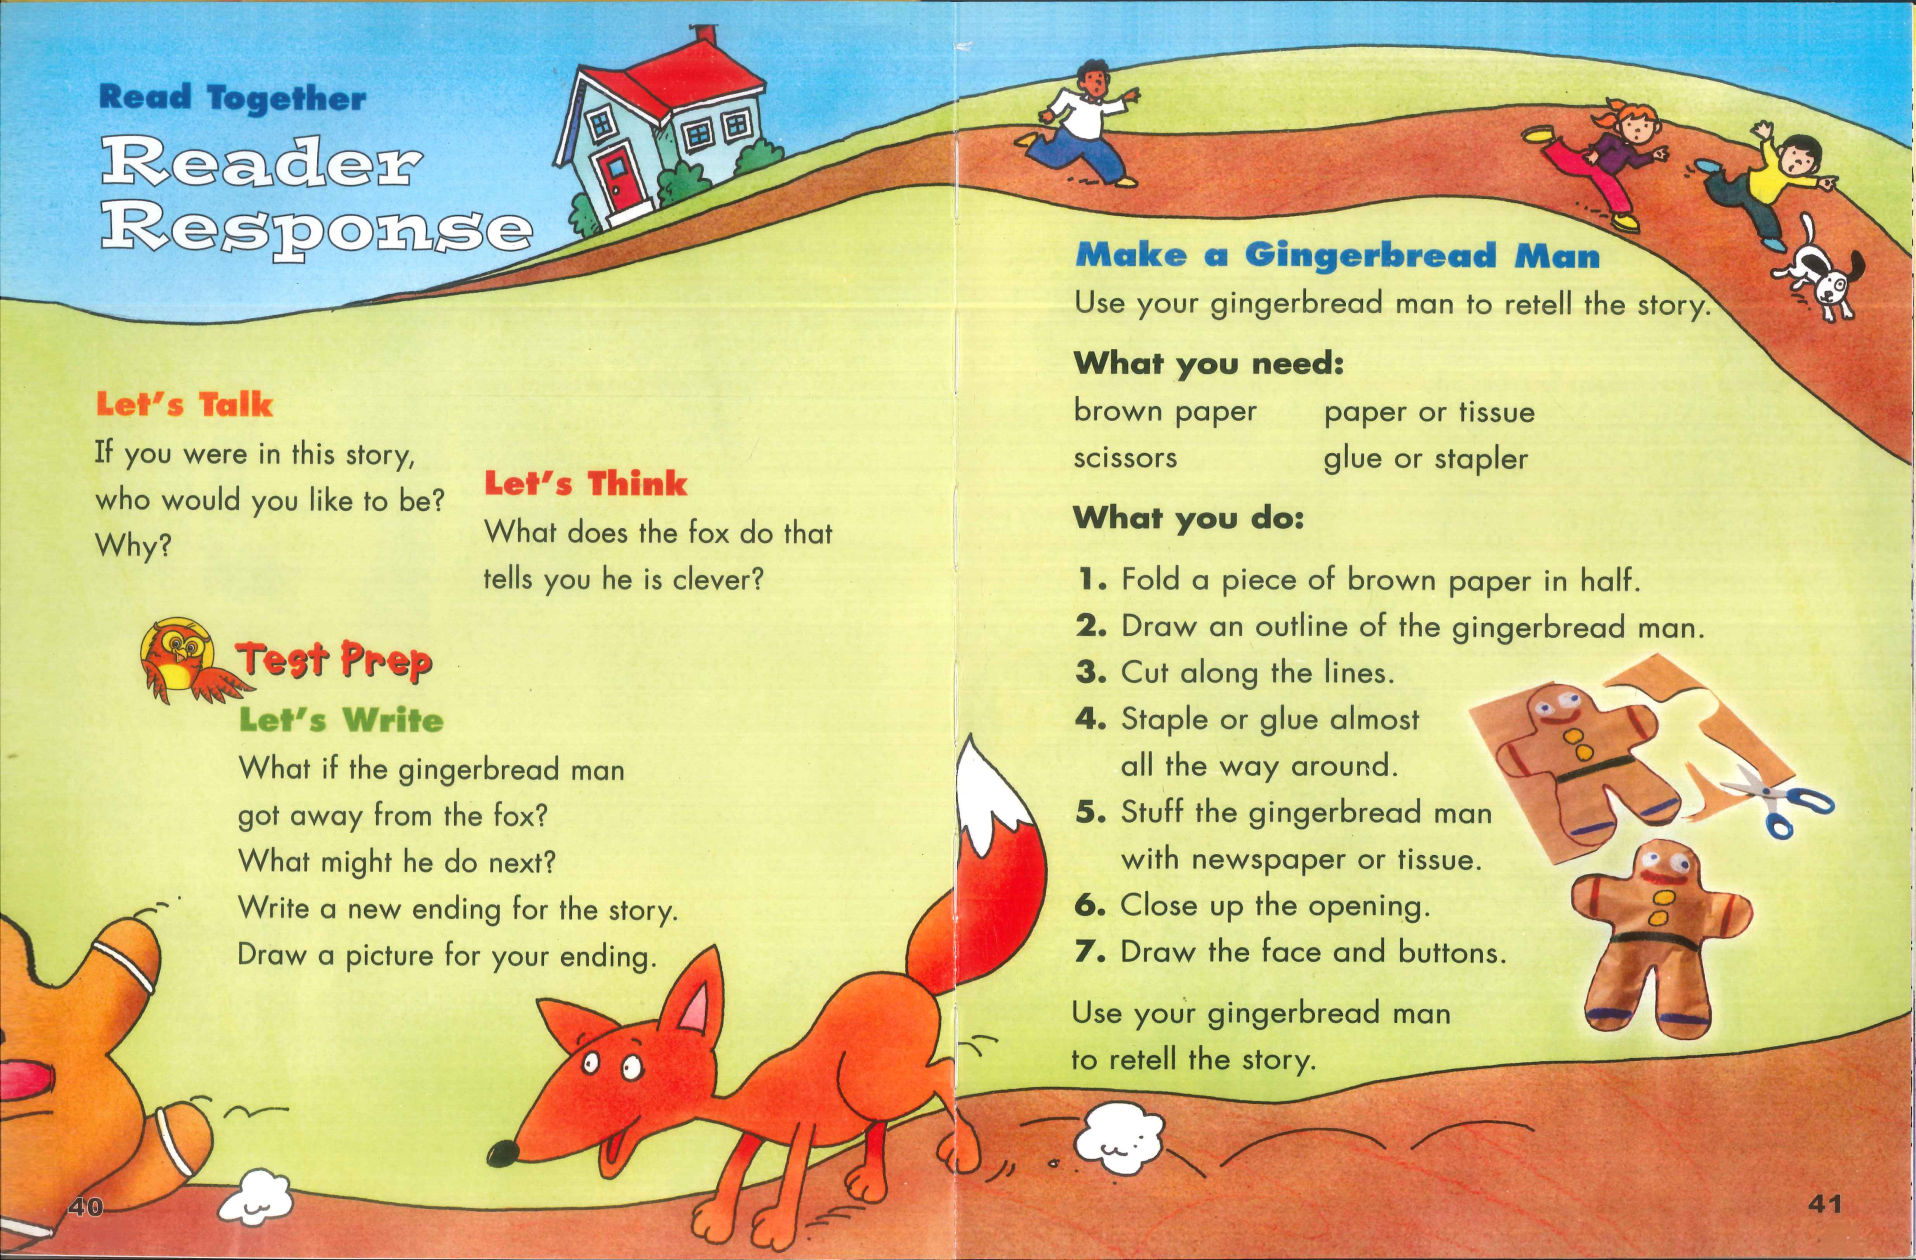 Read Together
Reader
Response
Let's Talk
If you were in this story,
who would you like to be?
Why?
Let's Think
What does the fox do that
tells you he is clever?
Test Prep
Let's Write
What if the gingerbread man
got away from the fox?
What might he do next?
Write a new ending for the story.
Draw a picture for your ending.
40
Make a Gingerbread Man
Use your gingerbread man to retell the story.
What you need:
brown paper paper or tissue
scissors glue or stapler
What you do:
1. Fold a piece of brown paper in half.
2. Draw an outline of the gingerbread man.
3. Cut along the lines.
4. Staple or glue almost
all the way around.
5. Stuff the gingerbread man
with newspaper or tissue.
6. Close up the opening.
7. Draw the face and buttons.
Use your gingerbread man
to retell the story.
41